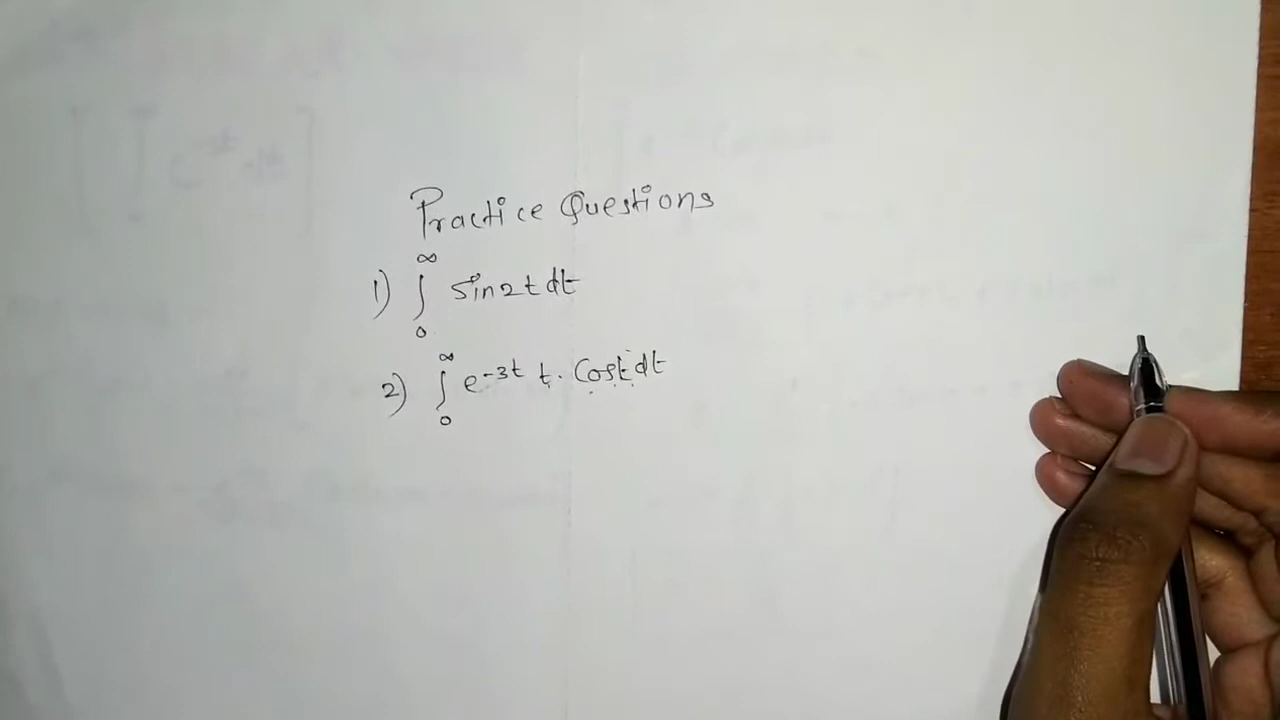 Practice Questions
1) ∫₀^∞ Sin2t dt
2) ∫₀^∞ e^-3t t. Cost dt